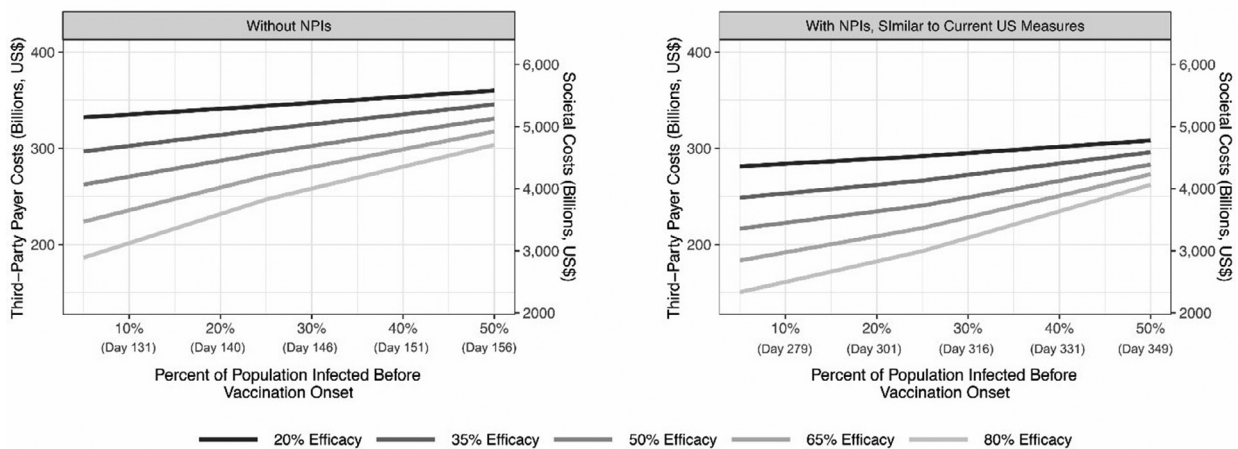 Without NPIs
With NPIs, SImilar to Current US Measures
Third-Party Payer Costs (Billions, US$)
400
300
200
6,000
5,000
4,000
3,000
2000
Societal Costs (Billions, US$)
10% 20% 30% 40% 50%
(Day 131) (Day 140) (Day 146) (Day 151) (Day 156)
Percent of Population Infected Before
Vaccination Onset
Third-Party Payer Costs (Billions, US$)
400
300
200
6,000
5,000
4,000
3,000
2000
Societal Costs (Billions, US$)
10% 20% 30% 40% 50%
(Day 279) (Day 301) (Day 316) (Day 331) (Day 349)
Percent of Population Infected Before
Vaccination Onset
20% Efficacy 35% Efficacy 50% Efficacy 65% Efficacy 80% Efficacy